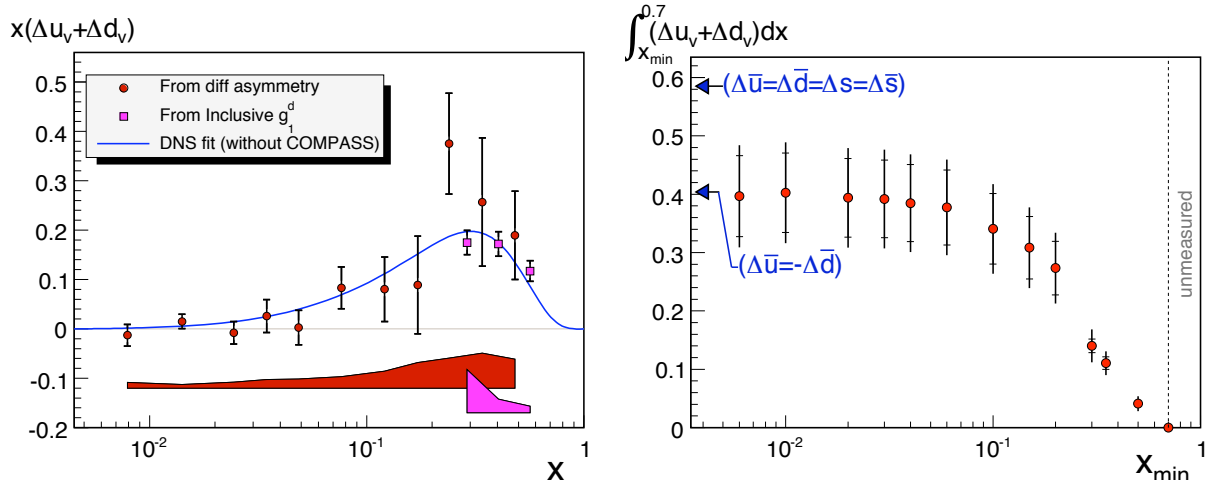 x(Δu_v+Δd_v)
0.5
0.4
0.3
0.2
0.1
0
-0.1
-0.2
From diff asymmetry
From Inclusive g_1^d
DNS fit (without COMPASS)
10^-2
10^-1
1
x
∫_{x_min}^{0.7}(Δu_v+Δd_v)dx
0.6
0.5
0.4
0.3
0.2
0.1
0
(Δū=Δd̄=Δs=Δs̄)
(Δū=-Δd̄)
unmeasured
10^-2
10^-1
1
x_min